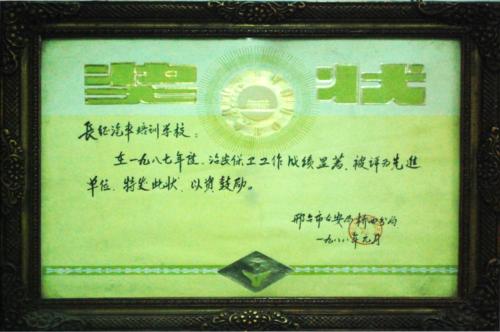 奖状
长征汽车培训学校：
在一九八七年度，治安保卫工作成绩显著，被评为先進
单位，特发此状，以资鼓励。
邢台市公安局桥西分局
一九八八年元月